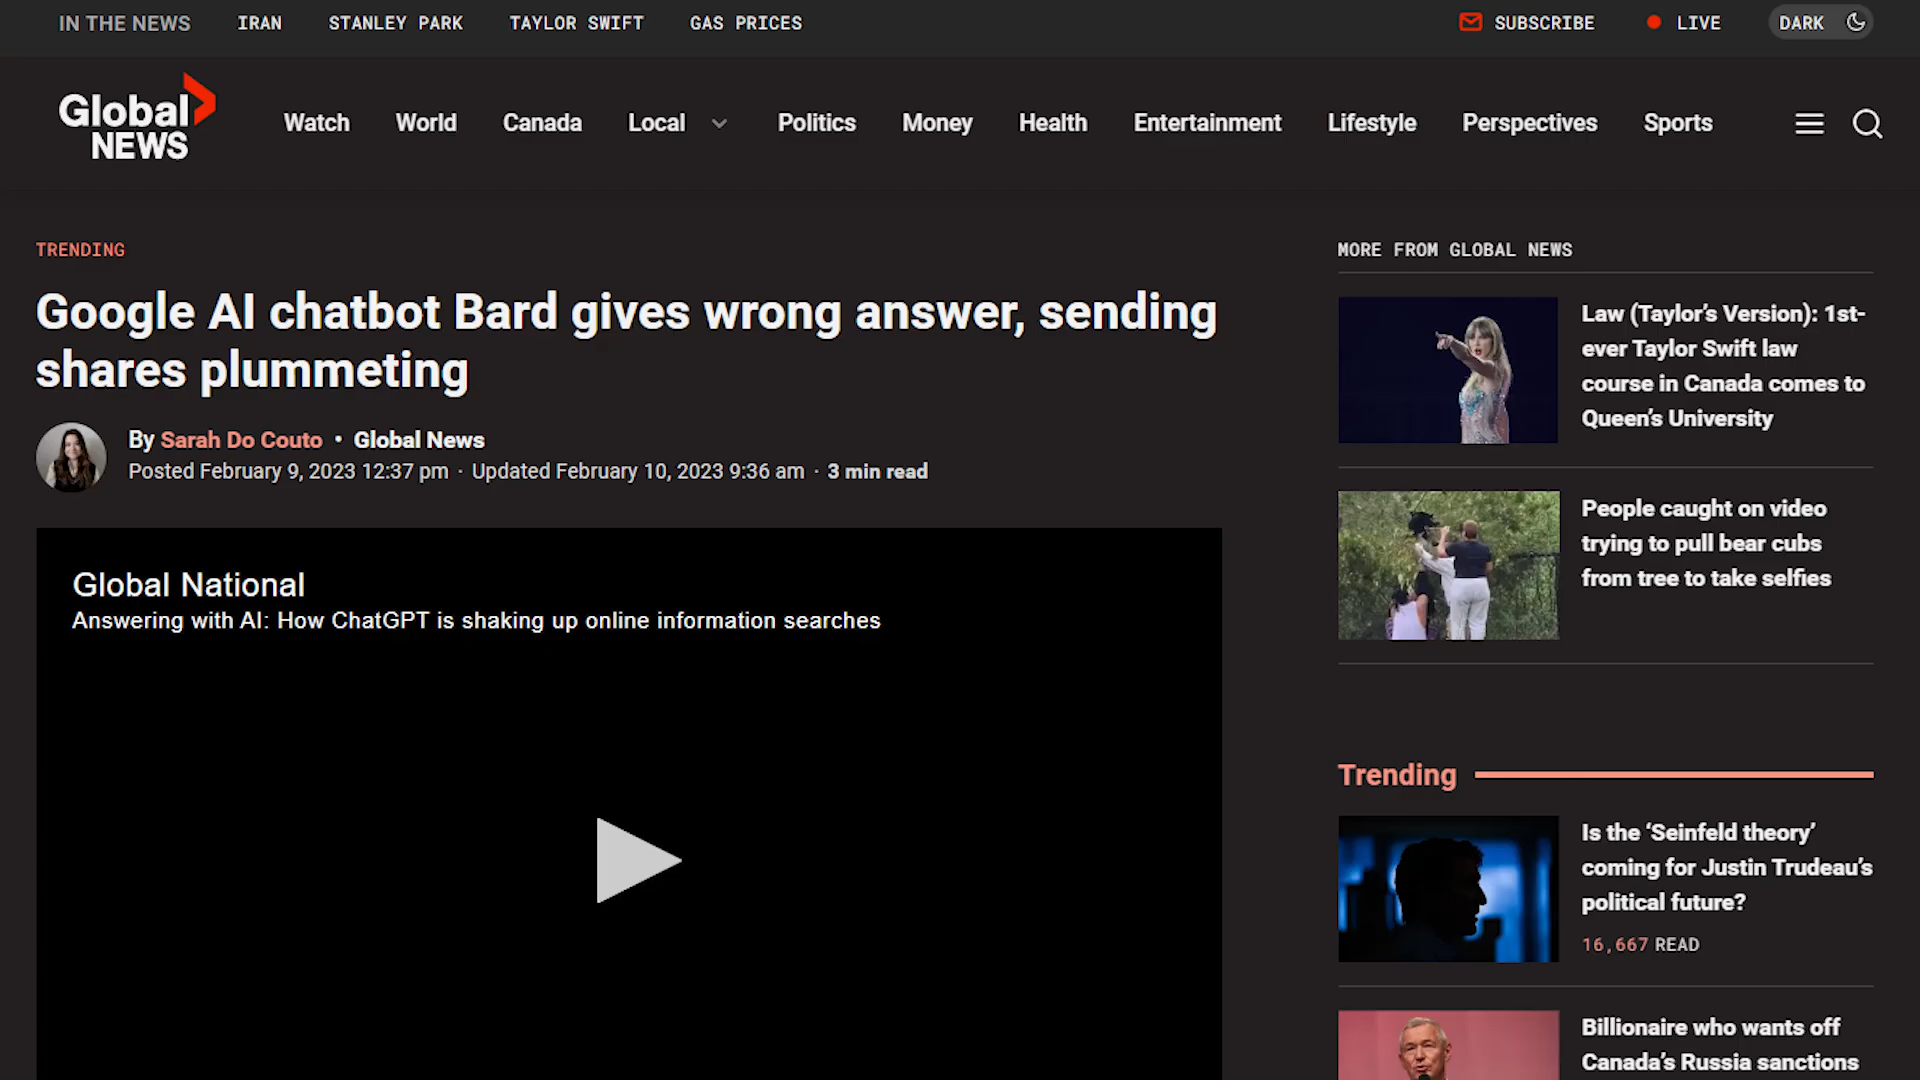 IN THE NEWS IRAN STANLEY PARK TAYLOR SWIFT GAS PRICES SUBSCRIBE LIVE DARK
Global NEWS
Watch World Canada Local Politics Money Health Entertainment Lifestyle Perspectives Sports
TRENDING
Google AI chatbot Bard gives wrong answer, sending
shares plummeting
By Sarah Do Couto • Global News
Posted February 9, 2023 12:37 pm · Updated February 10, 2023 9:36 am · 3 min read
Global National
Answering with AI: How ChatGPT is shaking up online information searches
MORE FROM GLOBAL NEWS
Law (Taylor’s Version): 1st-
ever Taylor Swift law
course in Canada comes to
Queen’s University
People caught on video
trying to pull bear cubs
from tree to take selfies
Trending
Is the ‘Seinfeld theory’
coming for Justin Trudeau’s
political future?
16,667 READ
Billionaire who wants off
Canada’s Russia sanctions